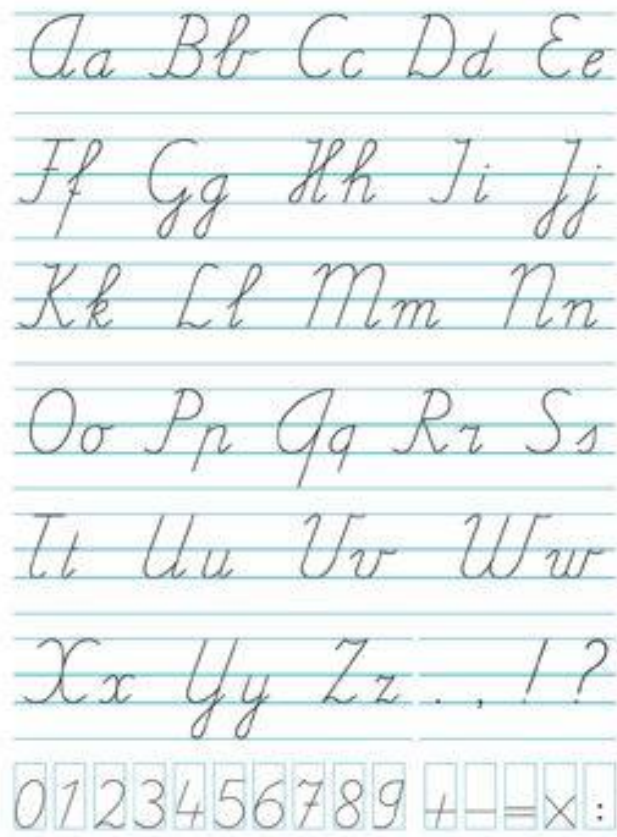 Aa Bb Cc Dd Ee
Ff Gg Hh Ii Jj
Kk Ll Mm Nn
Oo Pp Qq Rr Ss
Tt Uu Vv Ww
Xx Yy Zz . , ! ?
0 1 2 3 4 5 6 7 8 9 + - = × :